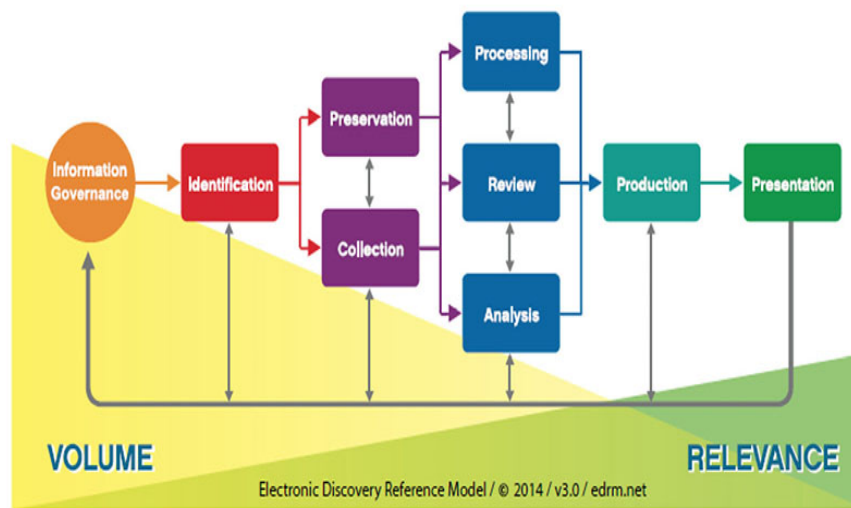 Processing
Preservation
Information
Governance
Identification
Review
Production
Presentation
Collection
Analysis
VOLUME
RELEVANCE
Electronic Discovery Reference Model / © 2014 / v3.0 / edrm.net